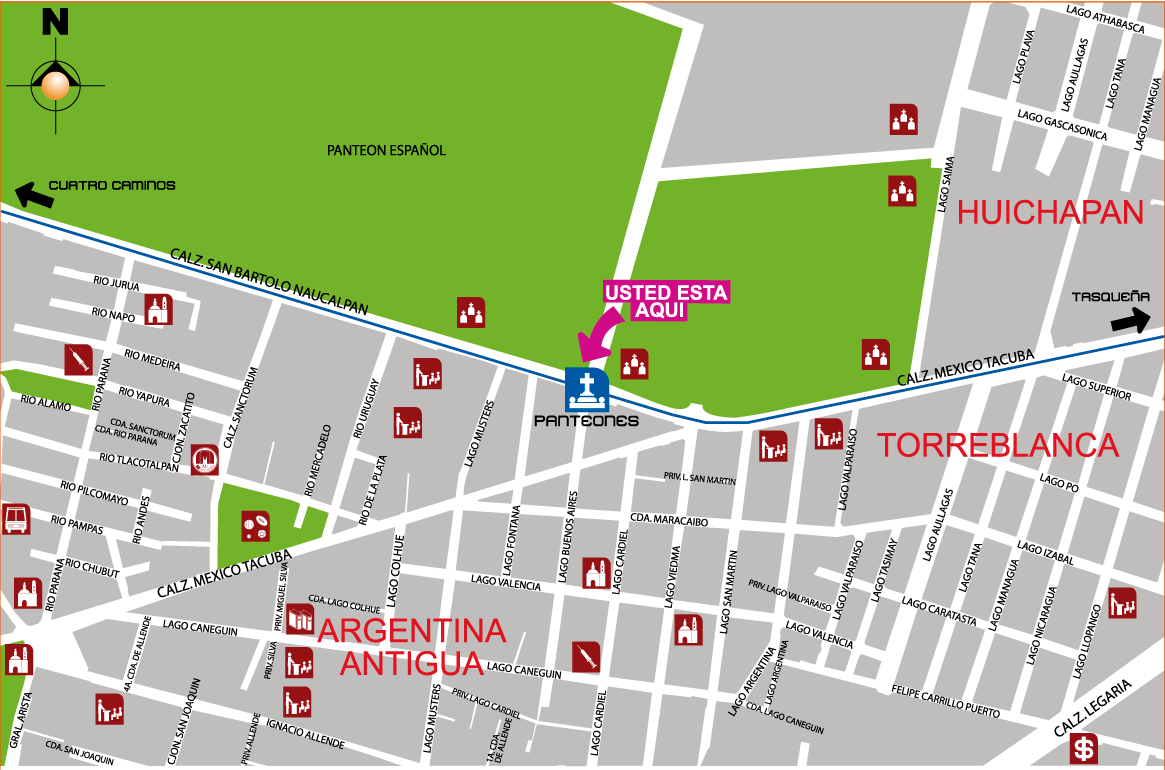 N
LAGO ATHABASCA
LAGO PLAVA
LAGO AULLAGAS
LAGO TANA
LAGO MANAGUA
LAGO GASCASONICA
PANTEON ESPAÑOL
CUATRO CAMINOS
LAGO SAIMA
HUICHAPAN
CALZ. SAN BARTOLO NAUCALPAN
RIO JURUA
RIO NAPO
USTED ESTA
AQUI
TASQUEÑA
RIO MEDEIRA
RIO PARANA
RIO YAPURA
RIO ALAMO
CALZ. MEXICO TACUBA
LAGO SUPERIOR
CDA. SANCTORUM
CDA. RIO PARANA
CJON. ZACATITO
CALZ. SANCTORUM
RIO URUGUAY
LAGO MUSTERS
PANTEONES
TORREBLANCA
RIO TLACOTALPAN
RIO MERCADELO
RIO DE LA PLATA
PRIV. L. SAN MARTIN
LAGO VALPARAISO
LAGO PO
RIO PILCOMAYO
RIO ANDES
RIO PAMPAS
LAGO FONTANA
LAGO BUENOS AIRES
CDA. MARACAIBO
LAGO AULLAGAS
LAGO IZABAL
RIO CHUBUT
RIO PARANA
CALZ. MEXICO TACUBA
PRIV. MIGUEL SILVA
LAGO COLHUE
LAGO VALENCIA
LAGO CARDIEL
LAGO VIEDMA
LAGO SAN MARTIN
PRIV. LAGO VALPARAISO
LAGO VALPARAISO
LAGO TASIMAY
LAGO TANA
LAGO MANAGUA
LAGO NICARAGUA
LAGO LLOPANGO
CDA. LAGO COLHUE
LAGO CARATASTA
LAGO CANEGUIN
ARGENTINA
ANTIGUA
LAGO VALENCIA
4A. CDA. DE ALLENDE
PRIV. SILVA
LAGO CANEGUIN
LAGO ARGENTINA
LAGO ARGENTINA
FELIPE CARRILLO PUERTO
CALZ. LEGARIA
GRAL. ARISTA
CJON. SAN JOAQUIN
PRIV. ALLENDE
IGNACIO ALLENDE
LAGO MUSTERS
PRIV. LAGO CARDIEL
1A. CDA.
DE ALLENDE
LAGO CARDIEL
CDA. LAGO CANEGUIN
CDA. SAN JOAQUIN
$